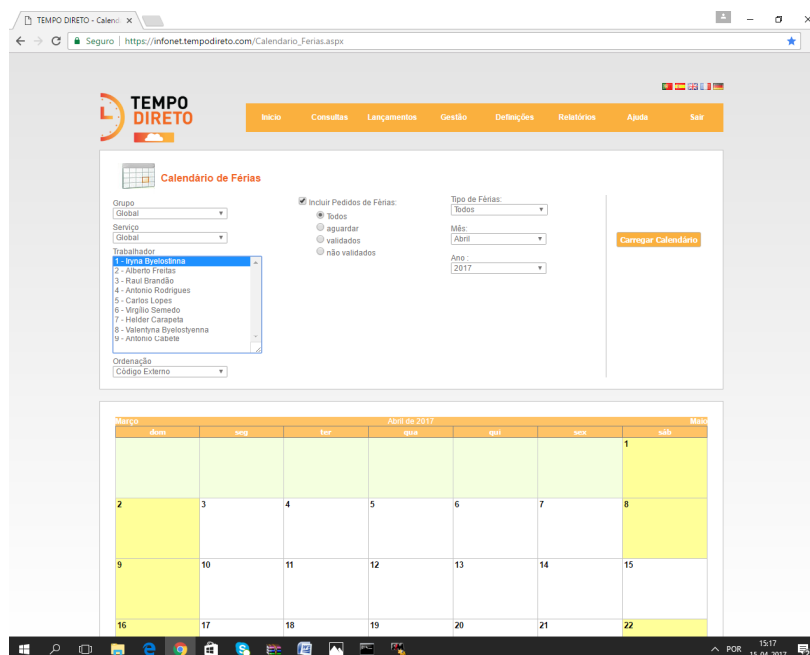 TEMPO DIRETO - Calend
Seguro | https://infonet.tempodireto.com/Calendario_Ferias.aspx
TEMPO
DIRETO
Inicio Consultas Lançamentos Gestão Definições Relatórios Ajuda Sair
Calendário de Férias
Grupo
Global
Serviço
Global
Trabalhador
1 - Iryna Byelostinna
2 - Alberto Freitas
3 - Raul Brandão
4 - Antonio Rodrigues
5 - Carlos Lopes
6 - Virgílio Semedo
7 - Helder Carapeta
8 - Valentyna Byelostyenna
9 - Antonio Cabete
Ordenação
Código Externo
Incluir Pedidos de Férias:
Todos
aguardar
validados
não validados
Tipo de Férias:
Todos
Mês:
Abril
Ano :
2017
Carregar Calendário
Março Abril de 2017 Maio
dom seg ter qua qui sex sáb
1
2 3 4 5 6 7 8
9 10 11 12 13 14 15
16 17 18 19 20 21 22
POR
15:17
15-04-2017